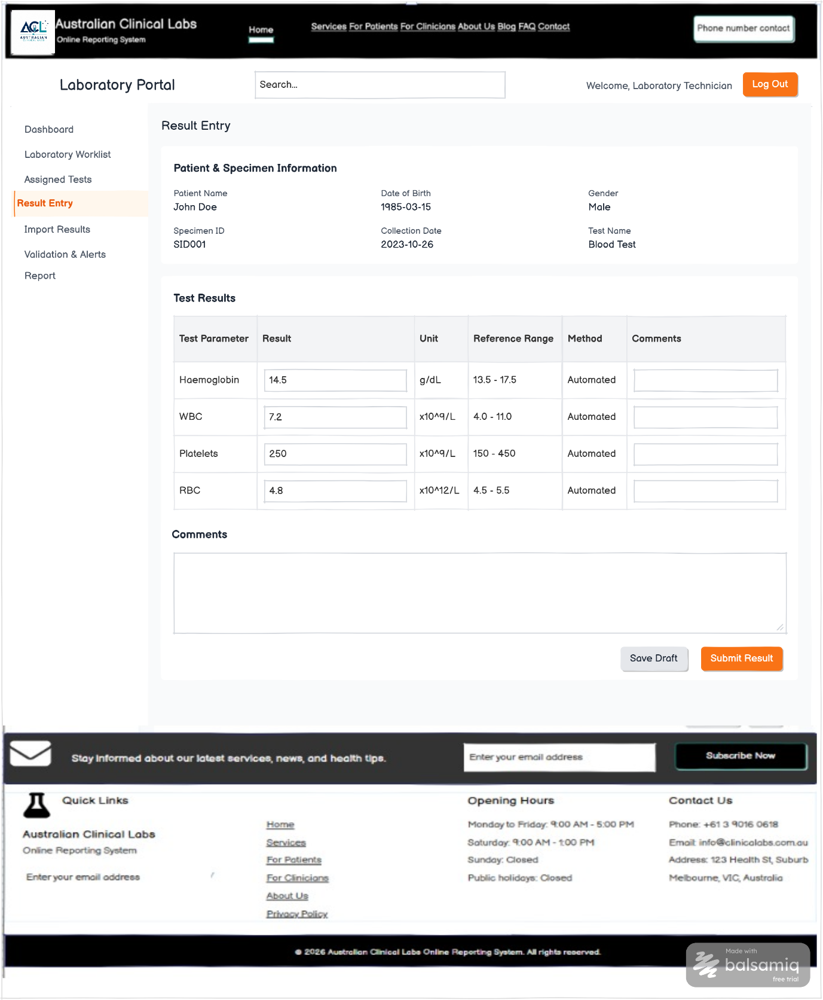 ACL
AUSTRALIAN
CLINICAL LABS
Australian Clinical Labs
Online Reporting System
Home
Services For Patients For Clinicians About Us Blog FAQ Contact
Phone number contact
Laboratory Portal
Search...
Welcome, Laboratory Technician
Log Out
Dashboard
Laboratory Worklist
Assigned Tests
Result Entry
Import Results
Validation & Alerts
Report
Result Entry
Patient & Specimen Information
Patient Name Date of Birth Gender
John Doe 1985-03-15 Male
Specimen ID Collection Date Test Name
SID001 2023-10-26 Blood Test
Test Results
Test Parameter Result Unit Reference Range Method Comments
Haemoglobin 14.5 g/dL 13.5 - 17.5 Automated
WBC 7.2 x10^9/L 4.0 - 11.0 Automated
Platelets 250 x10^9/L 150 - 450 Automated
RBC 4.8 x10^12/L 4.5 - 5.5 Automated
Comments
Save Draft Submit Result
Stay informed about our latest services, news, and health tips.
Enter your email address
Subscribe Now
Quick Links
Australian Clinical Labs
Online Reporting System
Enter your email address
Home
Services
For Patients
For Clinicians
About Us
Privacy Policy
Opening Hours
Monday to Friday: 9:00 AM - 5:00 PM
Saturday: 9:00 AM - 1:00 PM
Sunday: Closed
Public holidays: Closed
Contact Us
Phone: +61 3 9016 0618
Email: info@clinicalabs.com.au
Address: 123 Health St, Suburb
Melbourne, VIC, Australia
© 2026 Australian Clinical Labs Online Reporting System. All rights reserved.
Made with
balsamiq
free trial